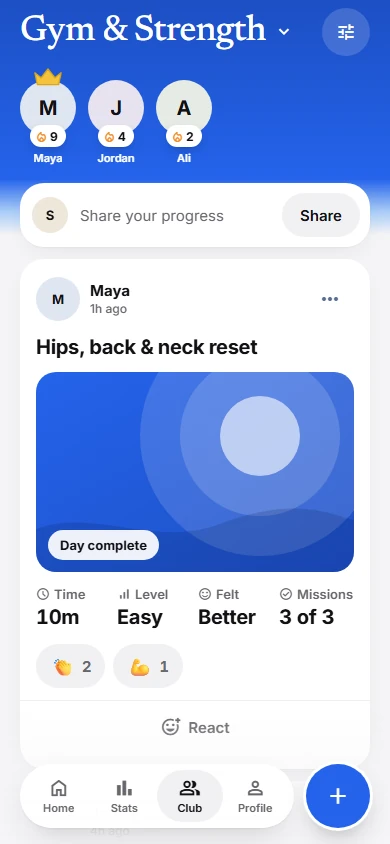 Gym & Strength
M
J
A
9
4
2
Maya
Jordan
Ali
S
Share your progress
Share
M
Maya
1h ago
Hips, back & neck reset
Day complete
Time
Level
Felt
Missions
10m
Easy
Better
3 of 3
2
1
React
Home
Stats
Club
Profile
4h ago